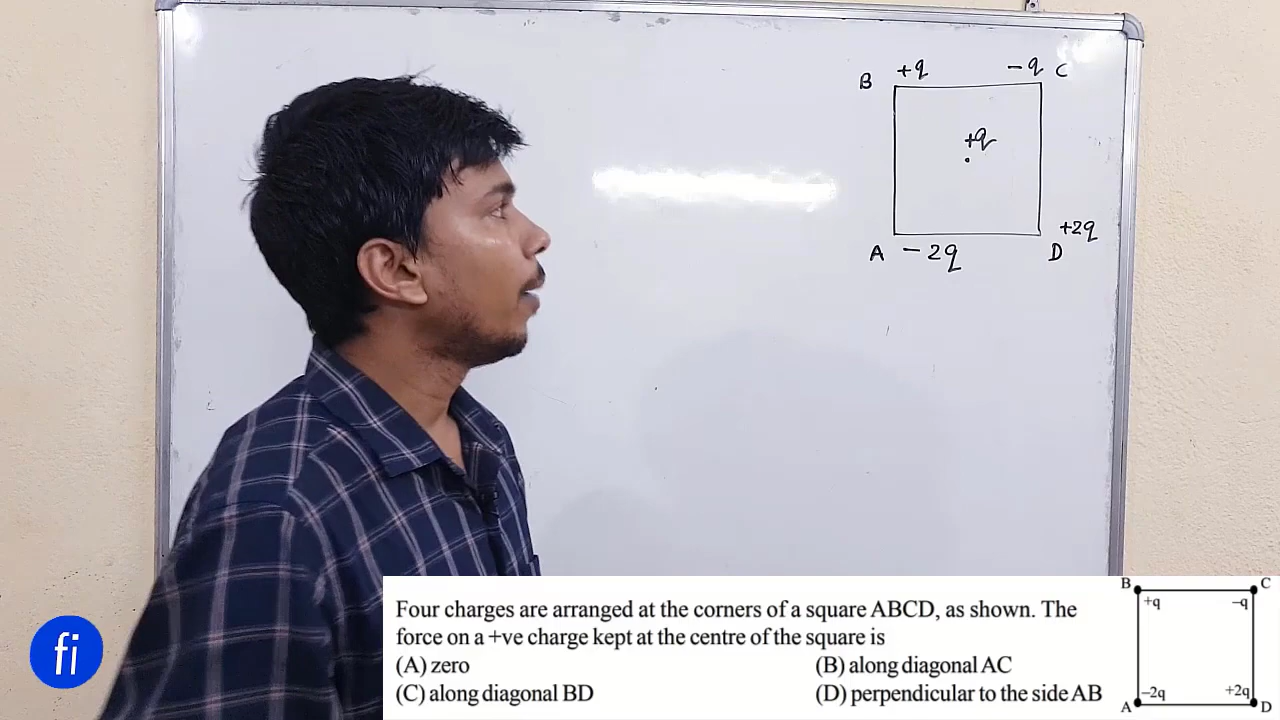 B +q -q C
+q
+2q
A -2q D
fi
Four charges are arranged at the corners of a square ABCD, as shown. The
force on a +ve charge kept at the centre of the square is
(A) zero (B) along diagonal AC
(C) along diagonal BD (D) perpendicular to the side AB
B C
+q –q
–2q +2q
A D